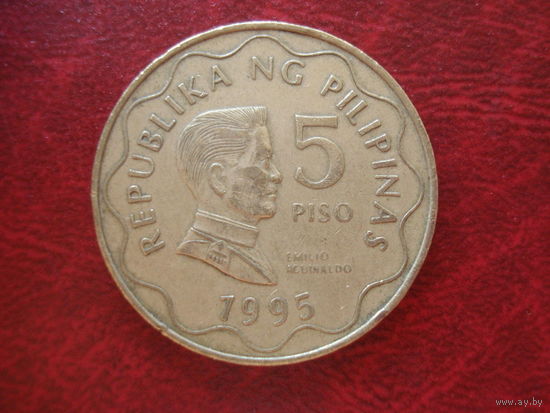 REPUBLIKA NG PILIPINAS
5
PISO
EMILIO
AGUINALDO
1995
www.ay.by